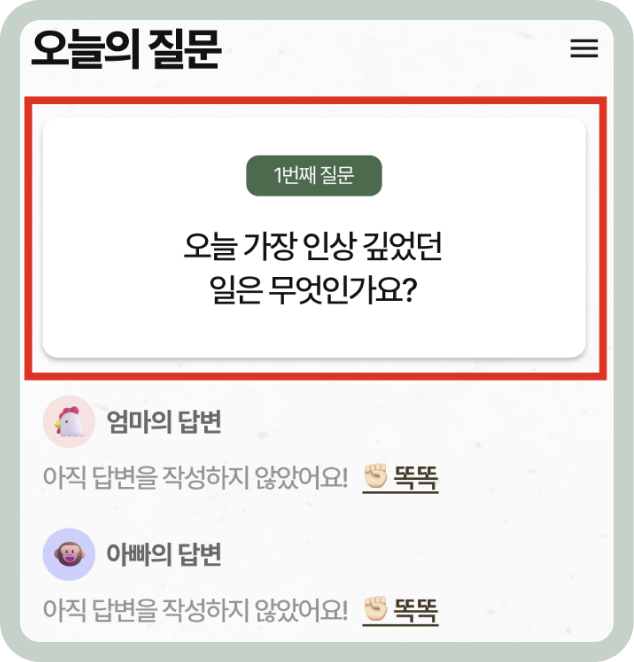 오늘의 질문
1번째 질문
오늘 가장 인상 깊었던
일은 무엇인가요?
엄마의 답변
아직 답변을 작성하지 않았어요! ✊🏻 똑똑
아빠의 답변
아직 답변을 작성하지 않았어요! ✊🏻 똑똑